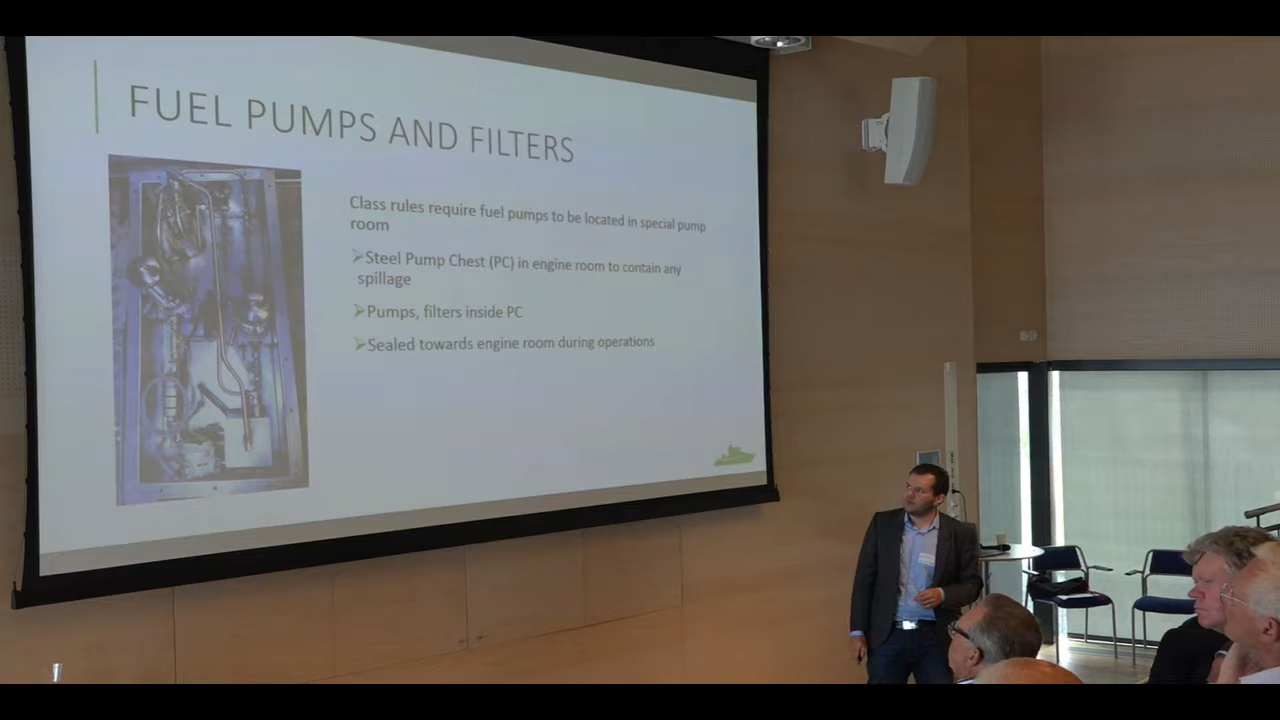 FUEL PUMPS AND FILTERS
Class rules require fuel pumps to be located in special pump
room
➢Steel Pump Chest (PC) in engine room to contain any
spillage
➢Pumps, filters inside PC
➢Sealed towards engine room during operations